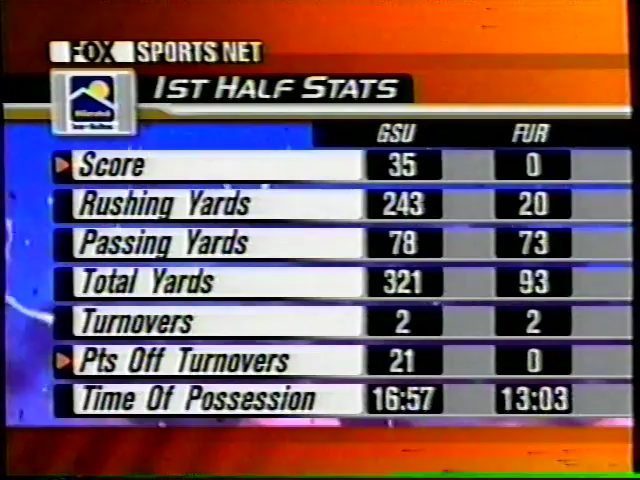 FOX SPORTS NET
1ST HALF STATS
GSU FUR
Score 35 0
Rushing Yards 243 20
Passing Yards 78 73
Total Yards 321 93
Turnovers 2 2
Pts Off Turnovers 21 0
Time Of Possession 16:57 13:03